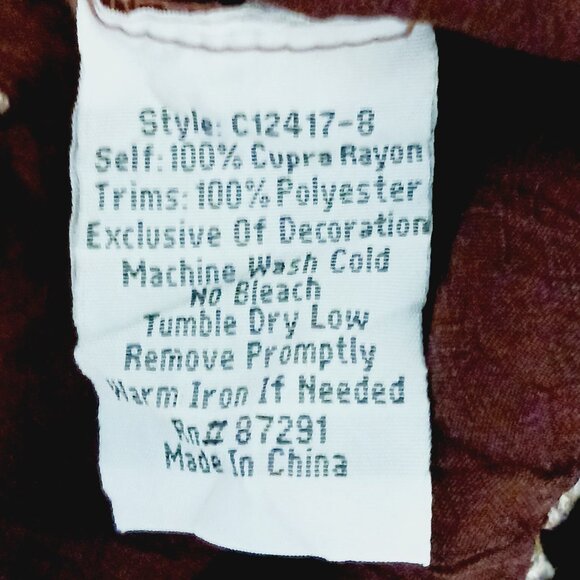 Style: C12417-8
Self: 100% Cupra Rayon
Trims: 100% Polyester
Exclusive Of Decoration
Machine Wash Cold
No Bleach
Tumble Dry Low
Remove Promptly
Warm Iron If Needed
Rn# 87291
Made In China